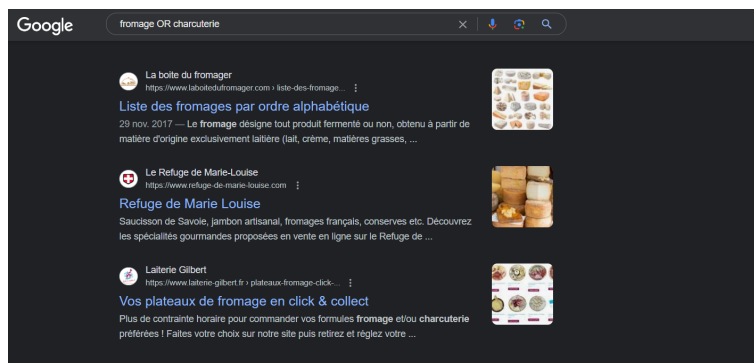 Google
fromage OR charcuterie
La boite du fromager
https://www.laboitedufromager.com › liste-des-fromage...
Liste des fromages par ordre alphabétique
29 nov. 2017 — Le fromage désigne tout produit fermenté ou non, obtenu à partir de
matière d'origine exclusivement laitière (lait, crème, matières grasses, ...
Le Refuge de Marie-Louise
https://www.refuge-de-marie-louise.com
Refuge de Marie Louise
Saucisson de Savoie, jambon artisanal, fromages français, conserves etc. Découvrez
les spécialités gourmandes proposées en vente en ligne sur le Refuge de ...
Laiterie Gilbert
https://www.laiterie-gilbert.fr › plateaux-fromage-click-...
Vos plateaux de fromage en click & collect
Plus de contrainte horaire pour commander vos formules fromage et/ou charcuterie
préférées ! Faites votre choix sur notre site puis retirez et réglez votre ...